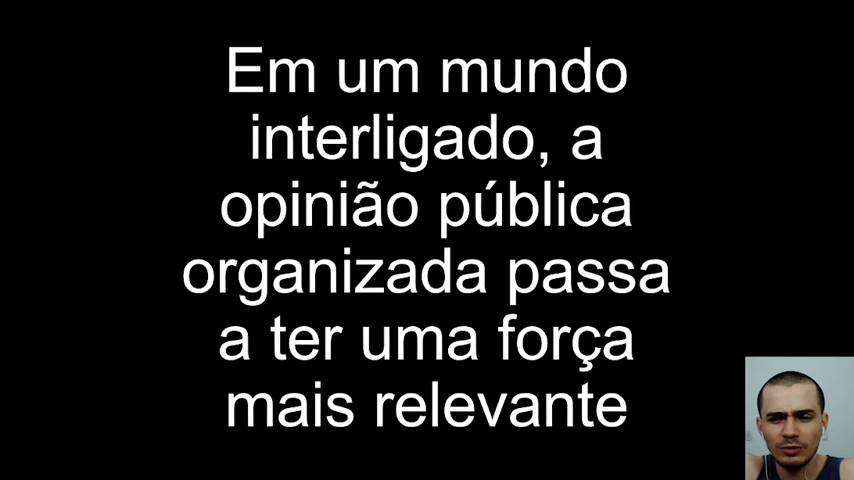 Em um mundo
interligado, a
opinião pública
organizada passa
a ter uma força
mais relevante